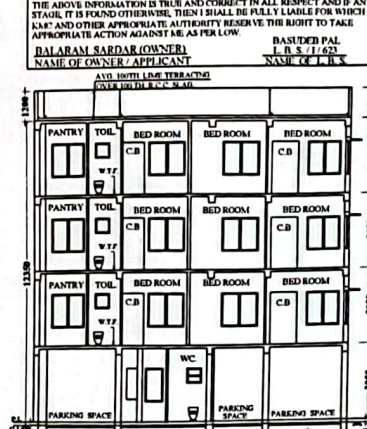 THE ABOVE INFORMATION IS TRUE AND CORRECT IN ALL RESPECT AND IF AN
STAGE, IT IS FOUND OTHERWISE, THEN I SHALL BE FULLY LIABLE FOR WHICH
KMC AND OTHER APPROPRIATE AUTHORITY RESERVE THE RIGHT TO TAKE
APPROPRIATE ACTION AGAINST ME AS PER LOW.
BALARAM SARDAR (OWNER)
NAME OF OWNER / APPLICANT
BASUDEB PAL
L. B. S. / I / 623
NAME OF L. B. S.
AVG. 100TH LIME TERRACING
OVER 100 TH. R.C.C. SLAB
1200
PANTRY TOIL. BED ROOM BED ROOM BED ROOM
C.B C.B
W.T.F.
PANTRY TOIL. BED ROOM BED ROOM BED ROOM
C.B C.B
W.T.F.
12350
PANTRY TOIL. BED ROOM BED ROOM BED ROOM
C.B C.B
W.T.F.
WC.
PARKING SPACE PARKING SPACE PARKING SPACE